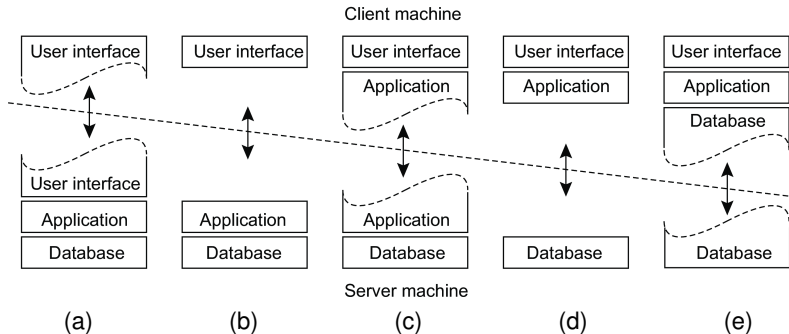 Client machine
User interface User interface User interface User interface User interface
Application Application Application
Database
User interface
Application Application Application
Database Database Database Database Database
Server machine
(a) (b) (c) (d) (e)